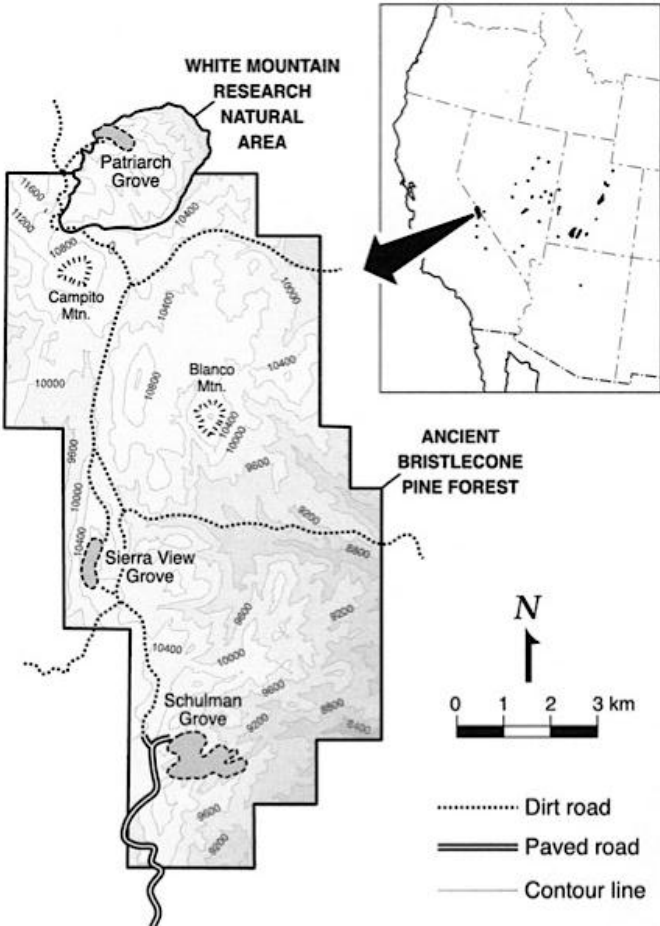 WHITE MOUNTAIN
RESEARCH
NATURAL
AREA
Patriarch
Grove
11600
11200
10800
10400
Campito
Mtn.
10400
10000
10400
10800
Blanco
Mtn.
10400
10400
10000
10000
9600
9600
ANCIENT
BRISTLECONE
PINE FOREST
10000
10400
9200
8800
Sierra View
Grove
9600
9200
10400
10000
Schulman
Grove
9600
9200
8800
8400
9600
9200
N
0 1 2 3 km
Dirt road
Paved road
Contour line